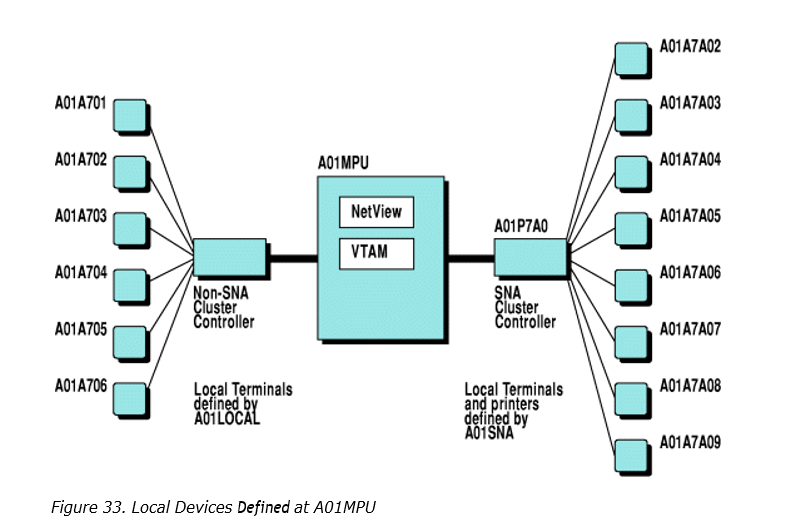 A01A701
A01A702
A01A703
A01A704
A01A705
A01A706
Non-SNA
Cluster
Controller
Local Terminals
defined by
A01LOCAL
A01MPU
NetView
VTAM
A01P7A0
SNA
Cluster
Controller
Local Terminals
and printers
defined by
A01SNA
A01A7A02
A01A7A03
A01A7A04
A01A7A05
A01A7A06
A01A7A07
A01A7A08
A01A7A09
Figure 33. Local Devices Defined at A01MPU